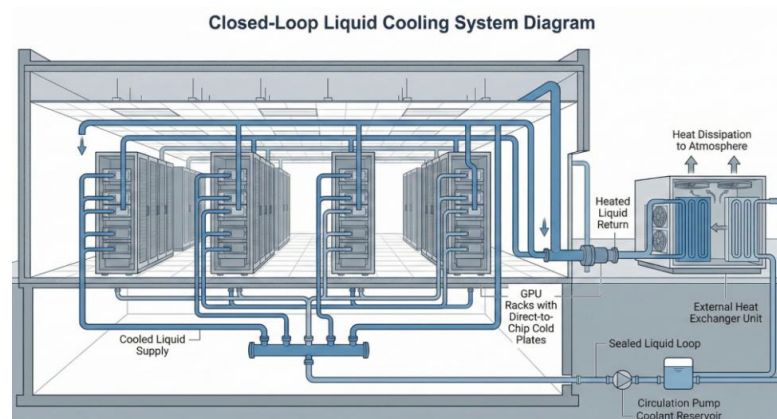 Closed-Loop Liquid Cooling System Diagram
Heat Dissipation
to Atmosphere
Heated
Liquid
Return
GPU
Racks with
Direct-to-
Chip Cold
Plates
External Heat
Exchanger Unit
Cooled Liquid
Supply
Sealed Liquid Loop
Circulation Pump
Coolant Reservoir